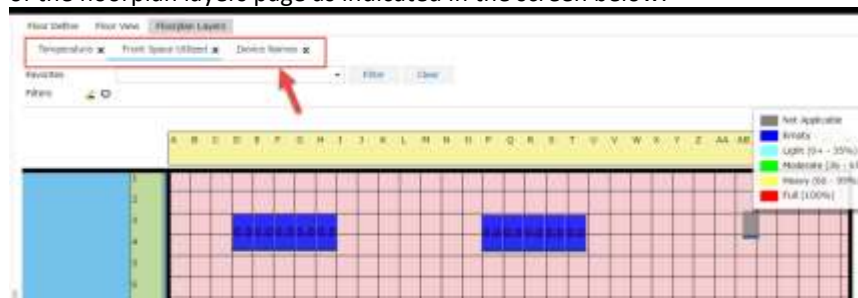 of the floorplan layers page as indicated in the screen below.
Floor Define Floor View Floorplan Layers
Temperature x Front Space Utilized x Device Names x
Favorites Filter Clear
Filters
Not Applicable
A B C D E F G H I J K L M N O P Q R S T U V W X Y Z AA AB
Empty
Light (0+ - 35%)
Moderate (36 -
Heavy (66 - 99%)
Full (100%)
1
2
3
4
5
6